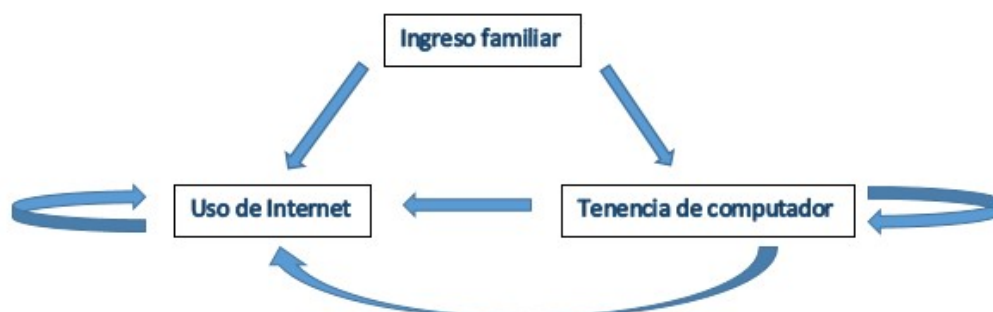 Ingreso familiar
Uso de Internet
Tenencia de computador